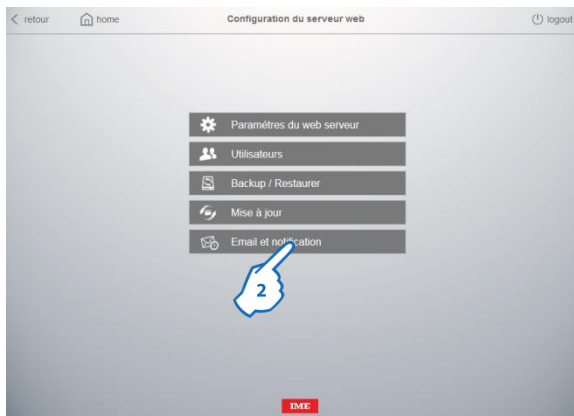 retour
home
Configuration du serveur web
logout
Paramétres du web serveur
Utilisateurs
Backup / Restaurer
Mise à jour
Email et notification
2
IME